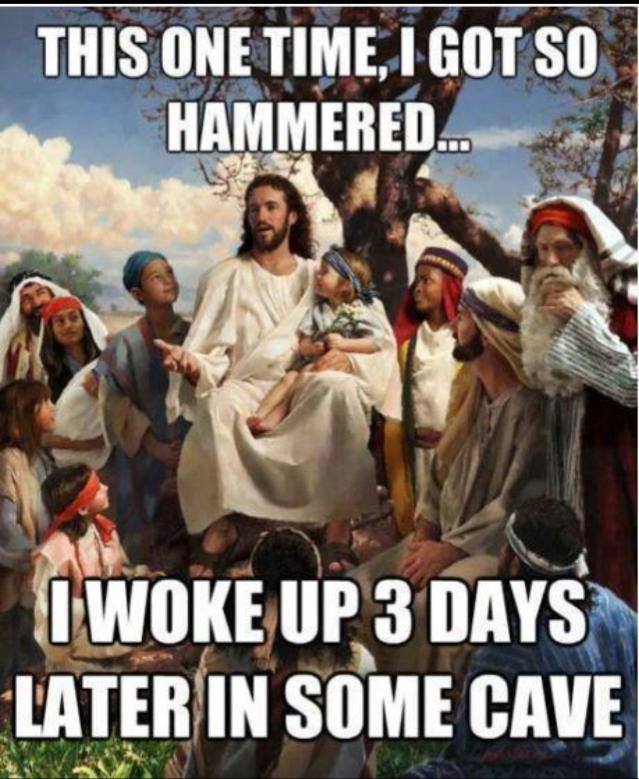 THIS ONE TIME, I GOT SO
HAMMERED...
I WOKE UP 3 DAYS
LATER IN SOME CAVE